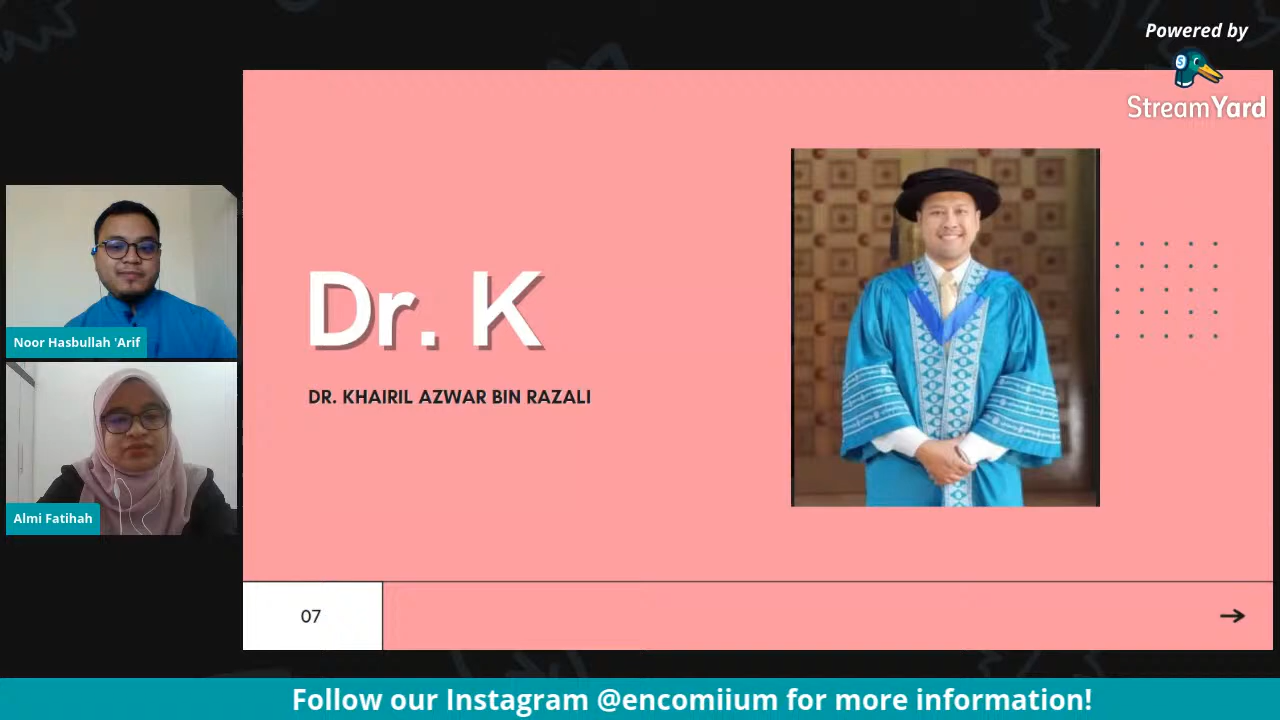 Powered by
StreamYard
Noor Hasbullah 'Arif
Almi Fatihah
Dr. K
DR. KHAIRIL AZWAR BIN RAZALI
07
Follow our Instagram @encomiium for more information!